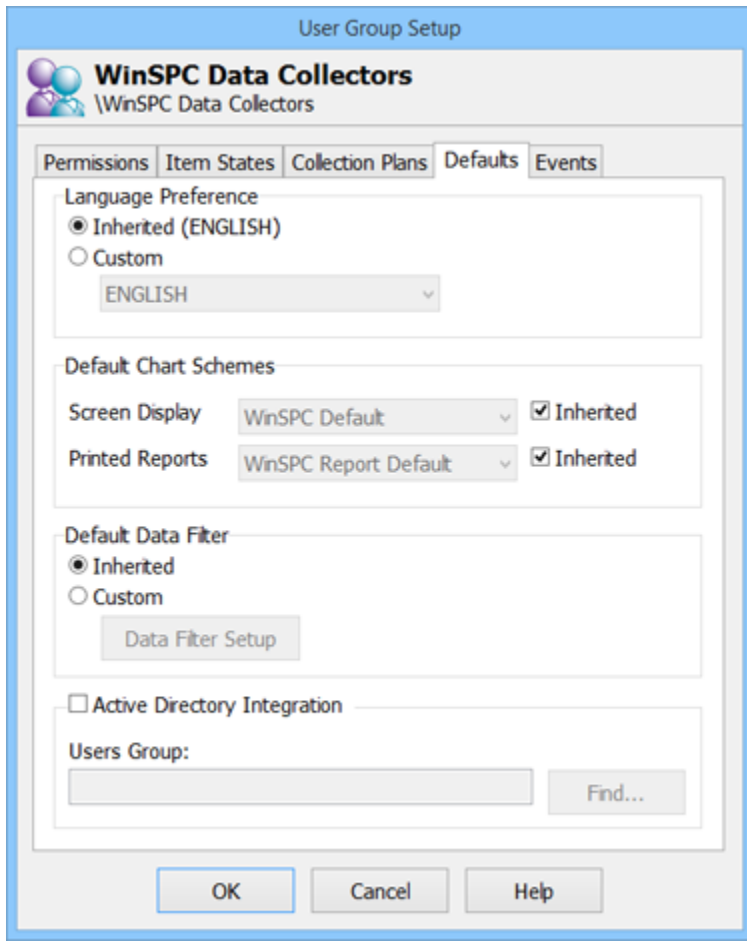 User Group Setup
WinSPC Data Collectors
\WinSPC Data Collectors
Permissions Item States Collection Plans Defaults Events
Language Preference
Inherited (ENGLISH)
Custom
ENGLISH
Default Chart Schemes
Screen Display WinSPC Default Inherited
Printed Reports WinSPC Report Default Inherited
Default Data Filter
Inherited
Custom
Data Filter Setup
Active Directory Integration
Users Group:
Find...
OK Cancel Help